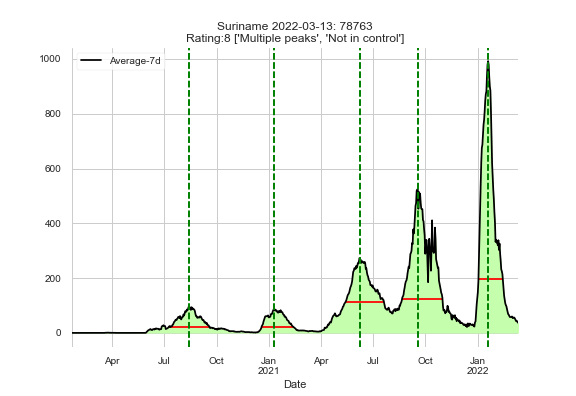 Suriname 2022-03-13: 78763
Rating:8 ['Multiple peaks', 'Not in control']
Average-7d
1000
800
600
400
200
0
Apr Jul Oct Jan Apr Jul Oct Jan
2021 2022
Date